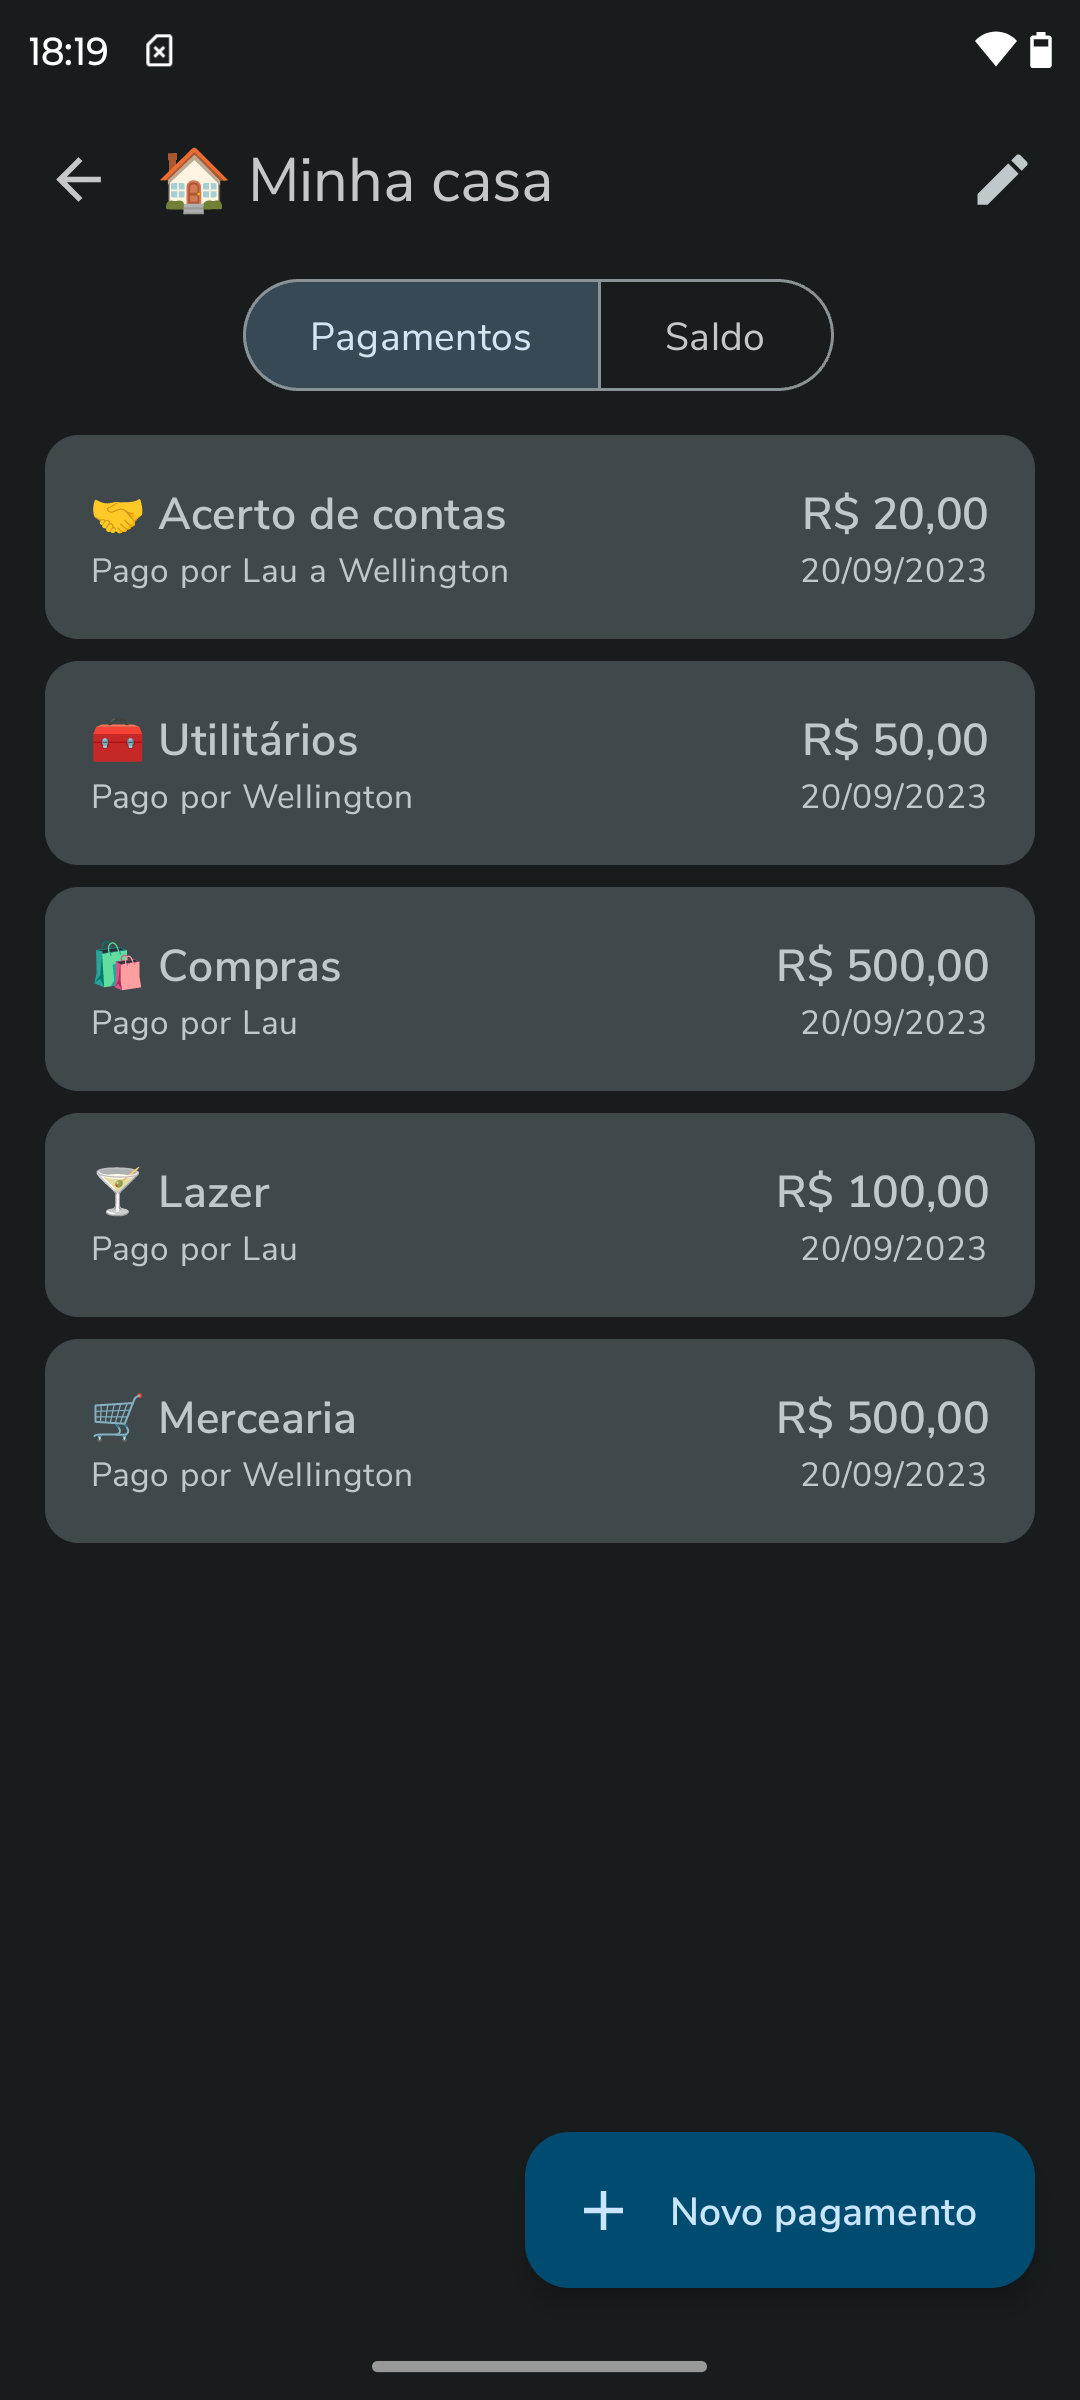 18:19
Minha casa
Pagamentos Saldo
Acerto de contas R$ 20,00
Pago por Lau a Wellington 20/09/2023
Utilitários R$ 50,00
Pago por Wellington 20/09/2023
Compras R$ 500,00
Pago por Lau 20/09/2023
Lazer R$ 100,00
Pago por Lau 20/09/2023
Mercearia R$ 500,00
Pago por Wellington 20/09/2023
Novo pagamento